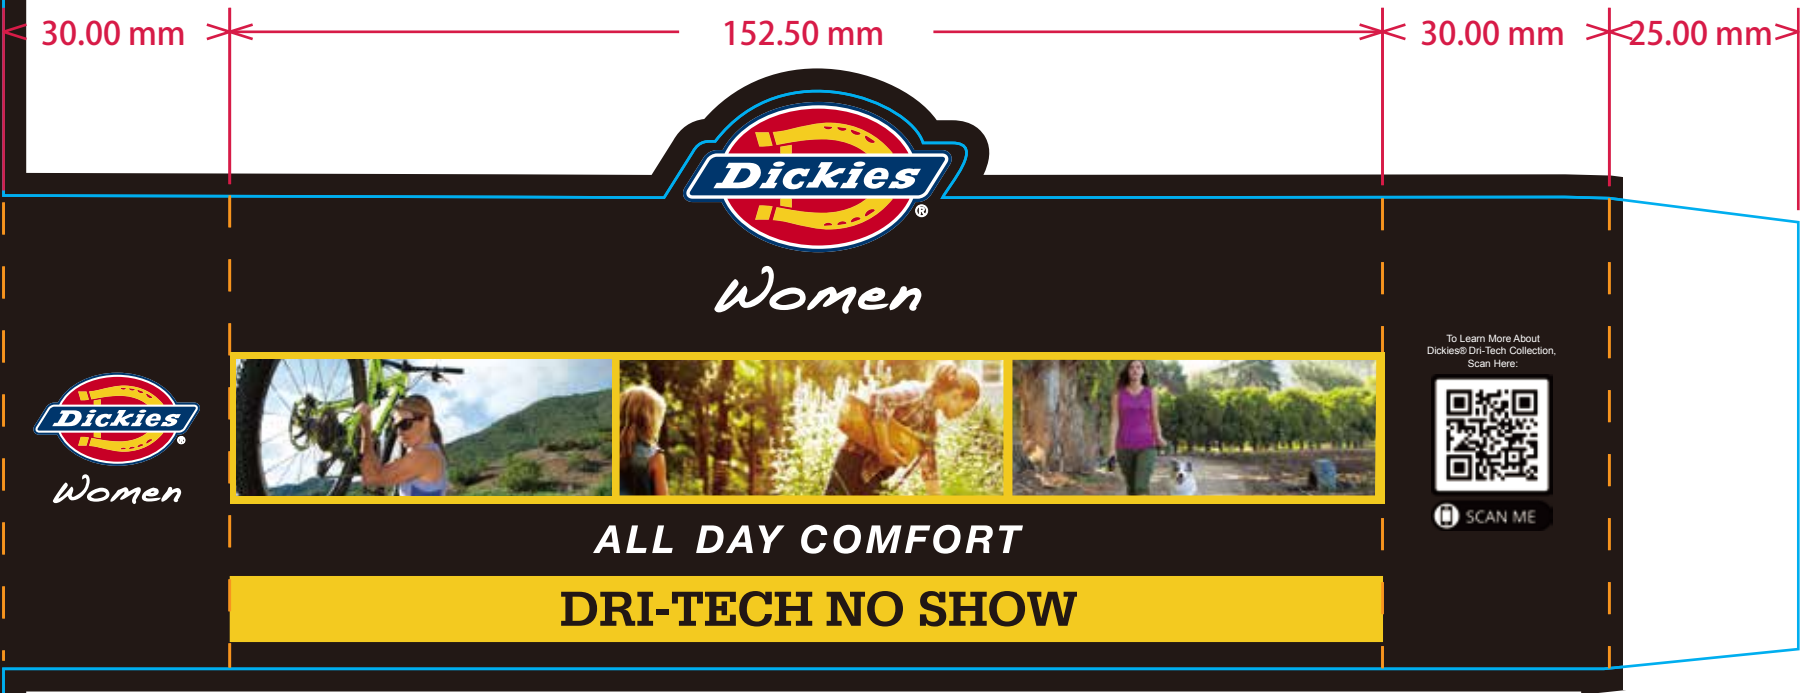 30.00 mm
152.50 mm
30.00 mm
25.00 mm
Dickies
®
Women
To Learn More About
Dickies® Dri-Tech Collection,
Scan Here:
Dickies
®
Women
SCAN ME
ALL DAY COMFORT
DRI-TECH NO SHOW